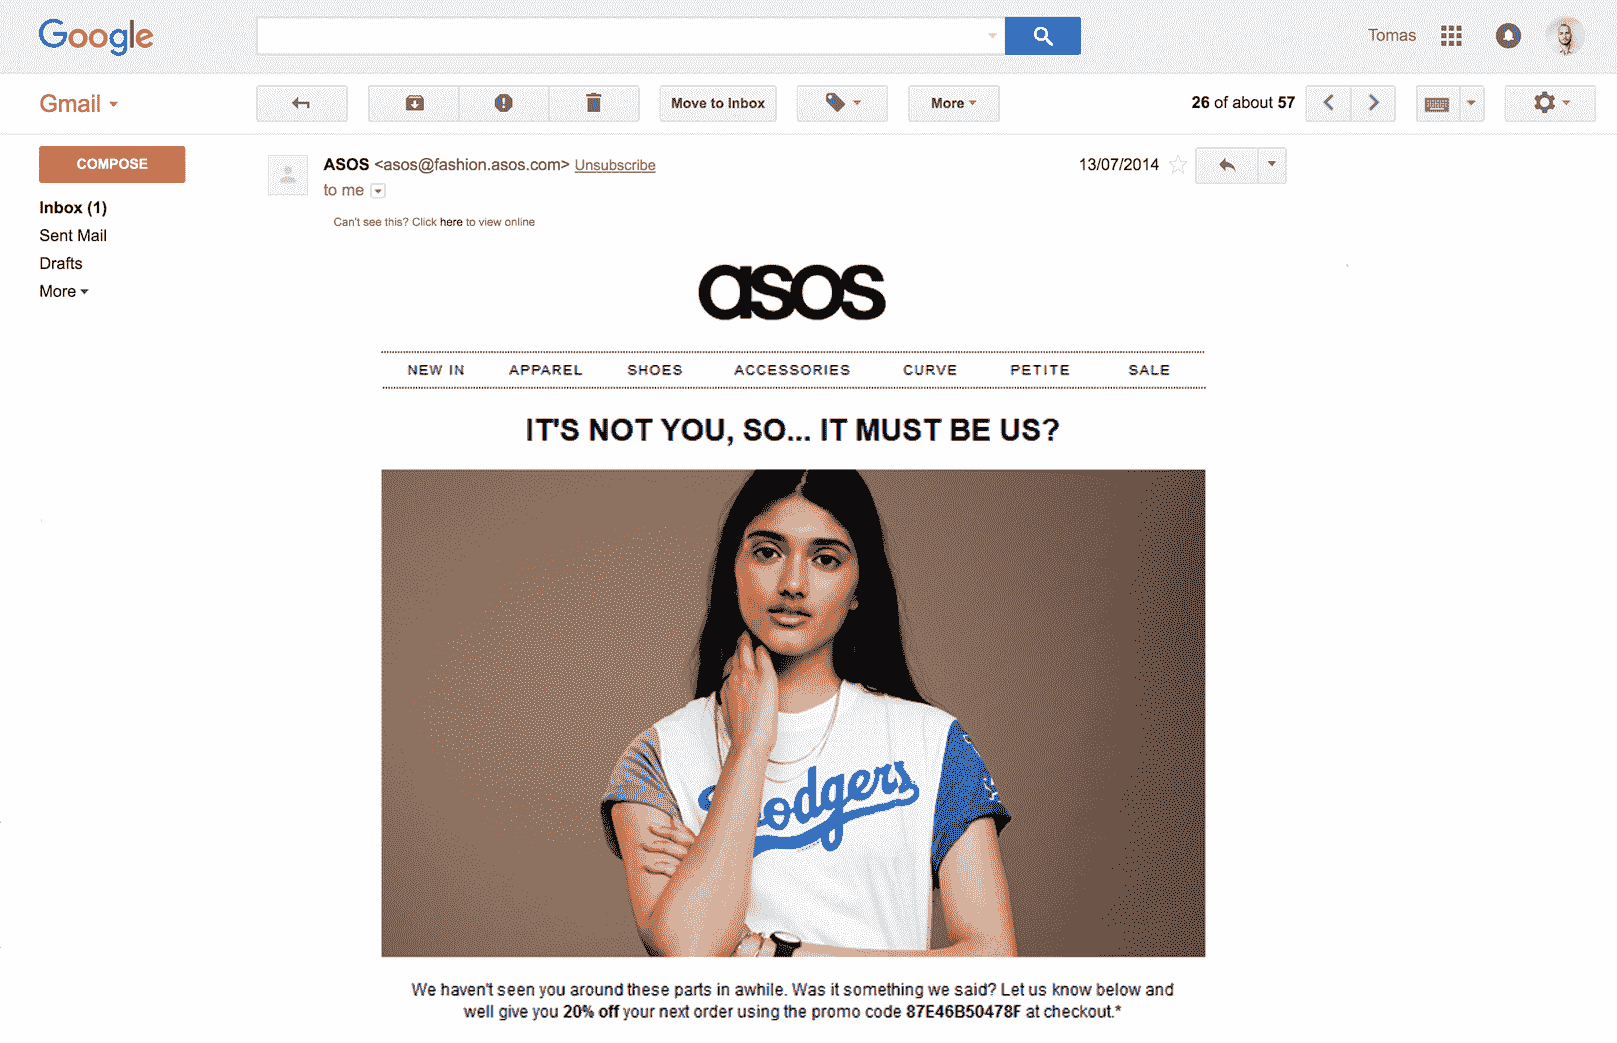 Google
Tomas
Gmail
Move to Inbox
More
26 of about 57
COMPOSE
Inbox (1)
Sent Mail
Drafts
More
ASOS <asos@fashion.asos.com> Unsubscribe
13/07/2014
to me
Can't see this? Click here to view online
asos
NEW IN APPAREL SHOES ACCESSORIES CURVE PETITE SALE
IT'S NOT YOU, SO... IT MUST BE US?
Dodgers
We haven't seen you around these parts in awhile. Was it something we said? Let us know below and
well give you 20% off your next order using the promo code 87E46B50478F at checkout.*